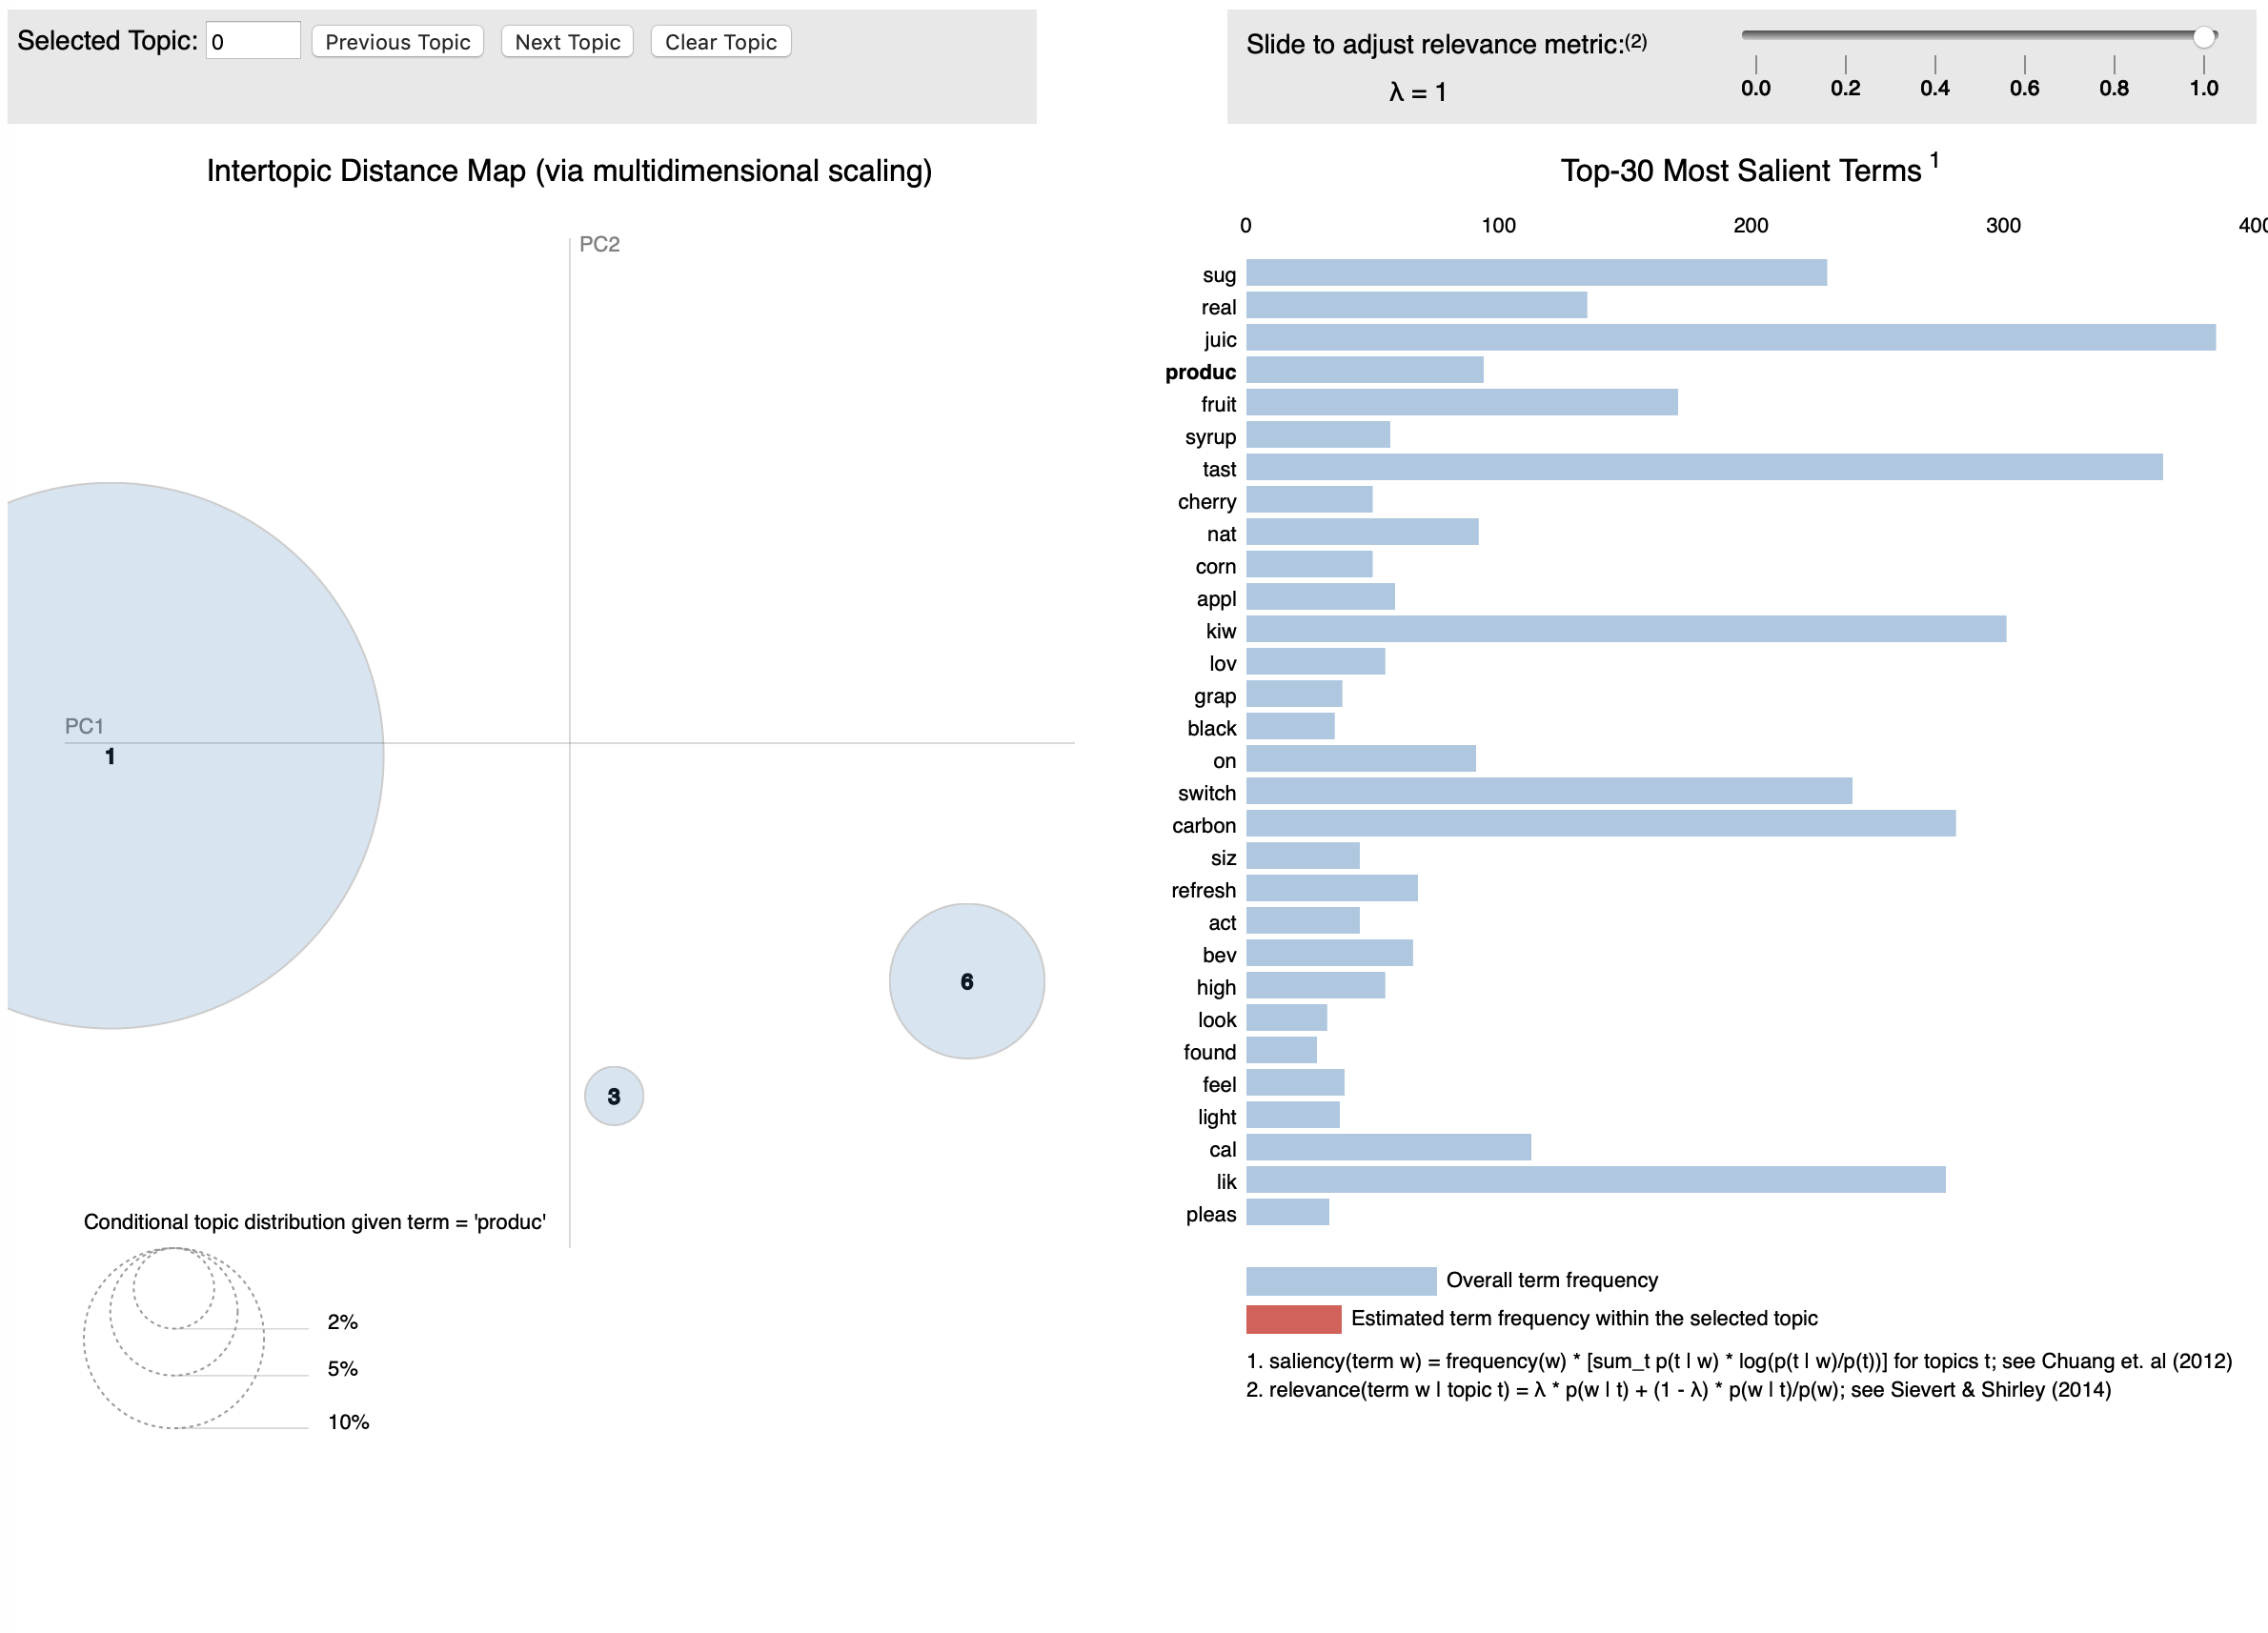 Selected Topic: 0 Previous Topic Next Topic Clear Topic
Slide to adjust relevance metric:(2)
λ = 1
0.0 0.2 0.4 0.6 0.8 1.0
Intertopic Distance Map (via multidimensional scaling)
PC2
PC1
1
6
3
Conditional topic distribution given term = 'produc'
2%
5%
10%
Top-30 Most Salient Terms 1
0 100 200 300 400
sug
real
juic
produc
fruit
syrup
tast
cherry
nat
corn
appl
kiw
lov
grap
black
on
switch
carbon
siz
refresh
act
bev
high
look
found
feel
light
cal
lik
pleas
Overall term frequency
Estimated term frequency within the selected topic
1. saliency(term w) = frequency(w) * [sum_t p(t | w) * log(p(t | w)/p(t))] for topics t; see Chuang et. al (2012)
2. relevance(term w | topic t) = λ * p(w | t) + (1 - λ) * p(w | t)/p(w); see Sievert & Shirley (2014)